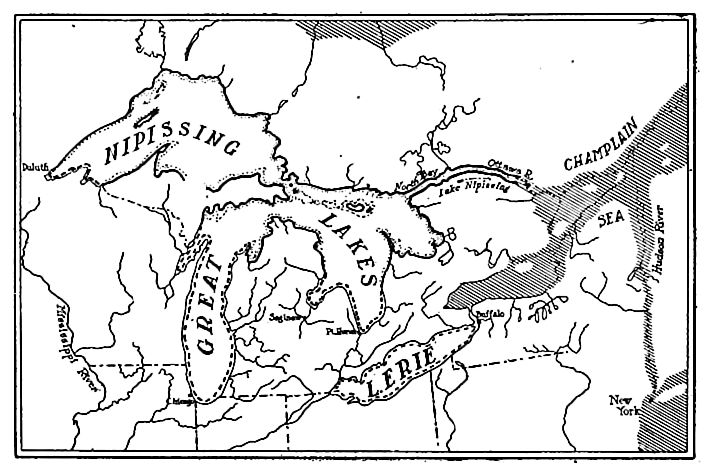 NIPISSING
GREAT
LAKES
L.ERIE
Duluth
North Bay
Ottawa R.
Lake Nipissing
CHAMPLAIN
SEA
Hudson River
Mississippi River
Saginaw
Pt.Huron
Buffalo
Chicago
New
York